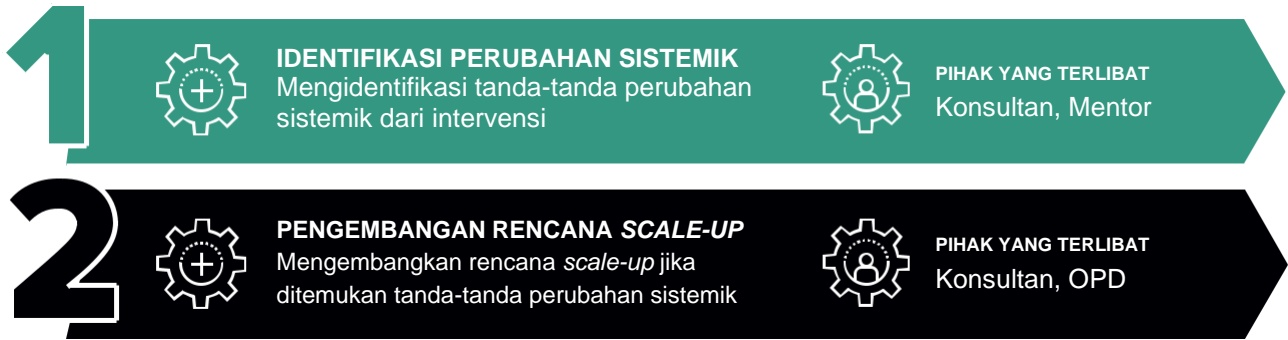 1
IDENTIFIKASI PERUBAHAN SISTEMIK
Mengidentifikasi tanda-tanda perubahan
sistemik dari intervensi
PIHAK YANG TERLIBAT
Konsultan, Mentor
2
PENGEMBANGAN RENCANA SCALE-UP
Mengembangkan rencana scale-up jika
ditemukan tanda-tanda perubahan sistemik
PIHAK YANG TERLIBAT
Konsultan, OPD